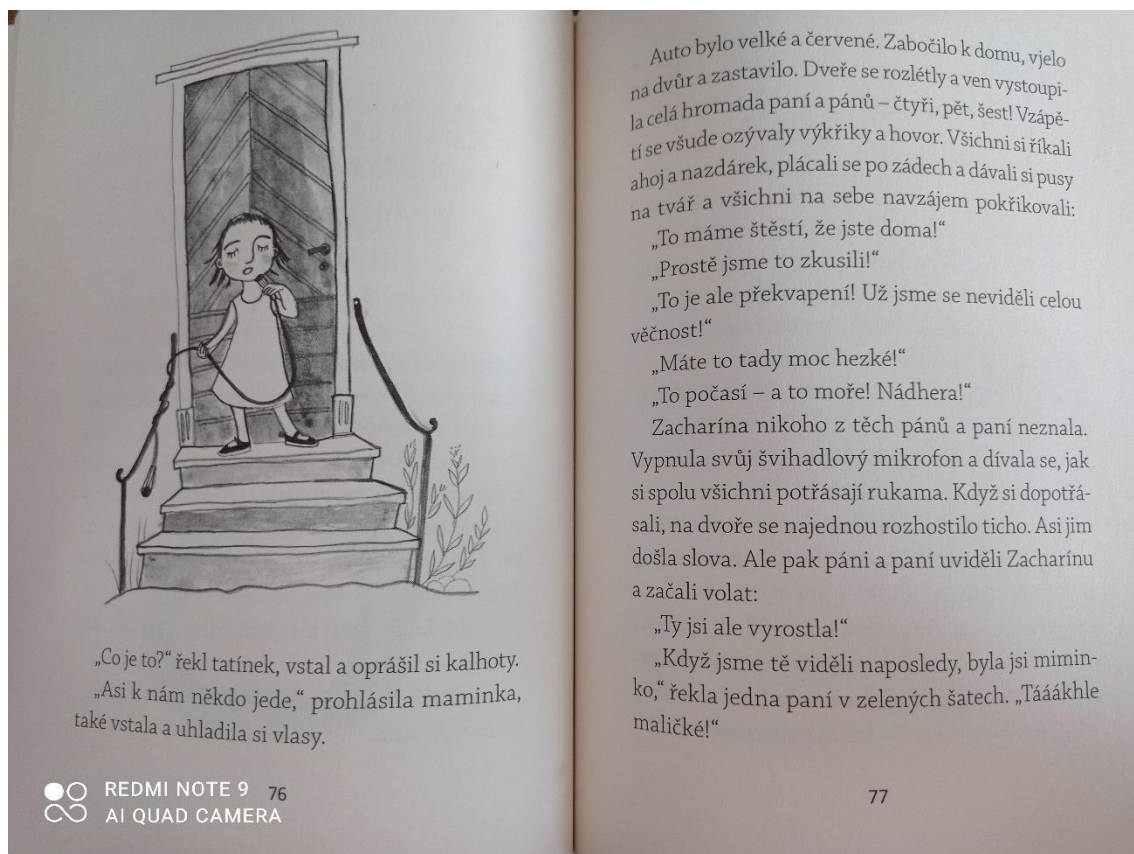 „Co je to?“ řekl tatínek, vstal a oprášil si kalhoty.
„Asi k nám někdo jede,“ prohlásila maminka,
také vstala a uhladila si vlasy.
REDMI NOTE 9
AI QUAD CAMERA
76
Auto bylo velké a červené. Zabočilo k domu, vjelo
na dvůr a zastavilo. Dveře se rozlétly a ven vystoupi-
la celá hromada paní a pánů – čtyři, pět, šest! Vzápě-
tí se všude ozývaly výkřiky a hovor. Všichni si říkali
ahoj a nazdárek, plácali se po zádech a dávali si pusy
na tvář a všichni na sebe navzájem pokřikovali:
„To máme štěstí, že jste doma!“
„Prostě jsme to zkusili!“
„To je ale překvapení! Už jsme se neviděli celou
věčnost!“
„Máte to tady moc hezké!“
„To počasí – a to moře! Nádhera!“
Zacharína nikoho z těch pánů a paní neznala.
Vypnula svůj švihadlový mikrofon a dívala se, jak
si spolu všichni potřásají rukama. Když si dopotřá-
sali, na dvoře se najednou rozhostilo ticho. Asi jim
došla slova. Ale pak páni a paní uviděli Zacharínu
a začali volat:
„Ty jsi ale vyrostla!“
„Když jsme tě viděli naposledy, byla jsi mimin-
ko,“ řekla jedna paní v zelených šatech. „Tááákhle
maličké!“
77